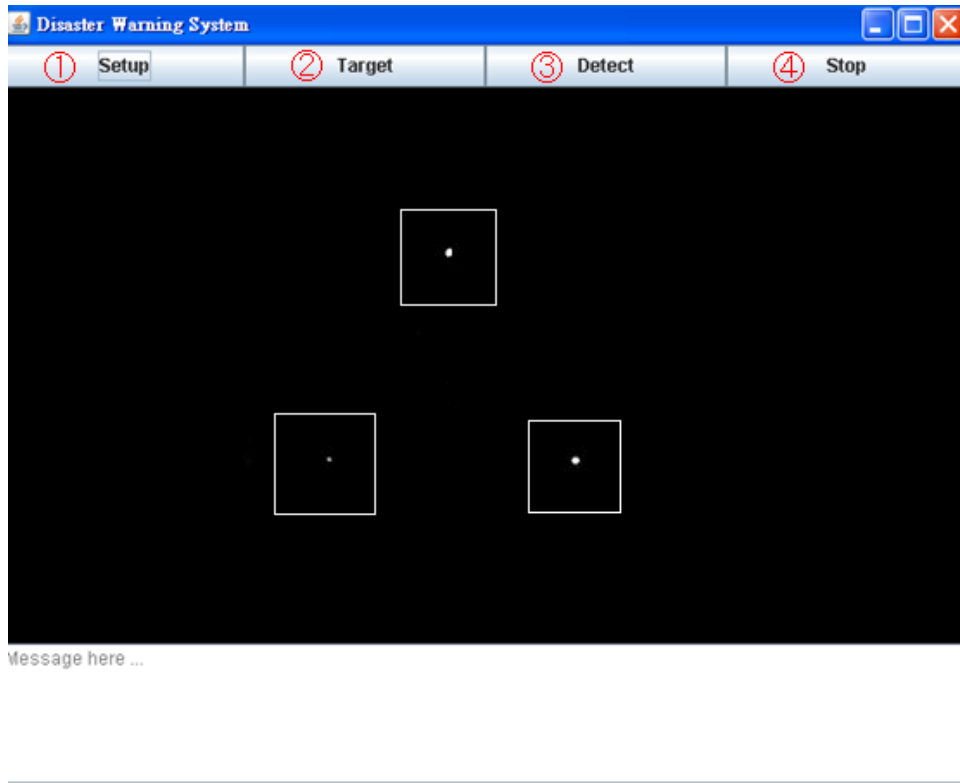 Disaster Warning System
① Setup ② Target ③ Detect ④ Stop
Message here ...